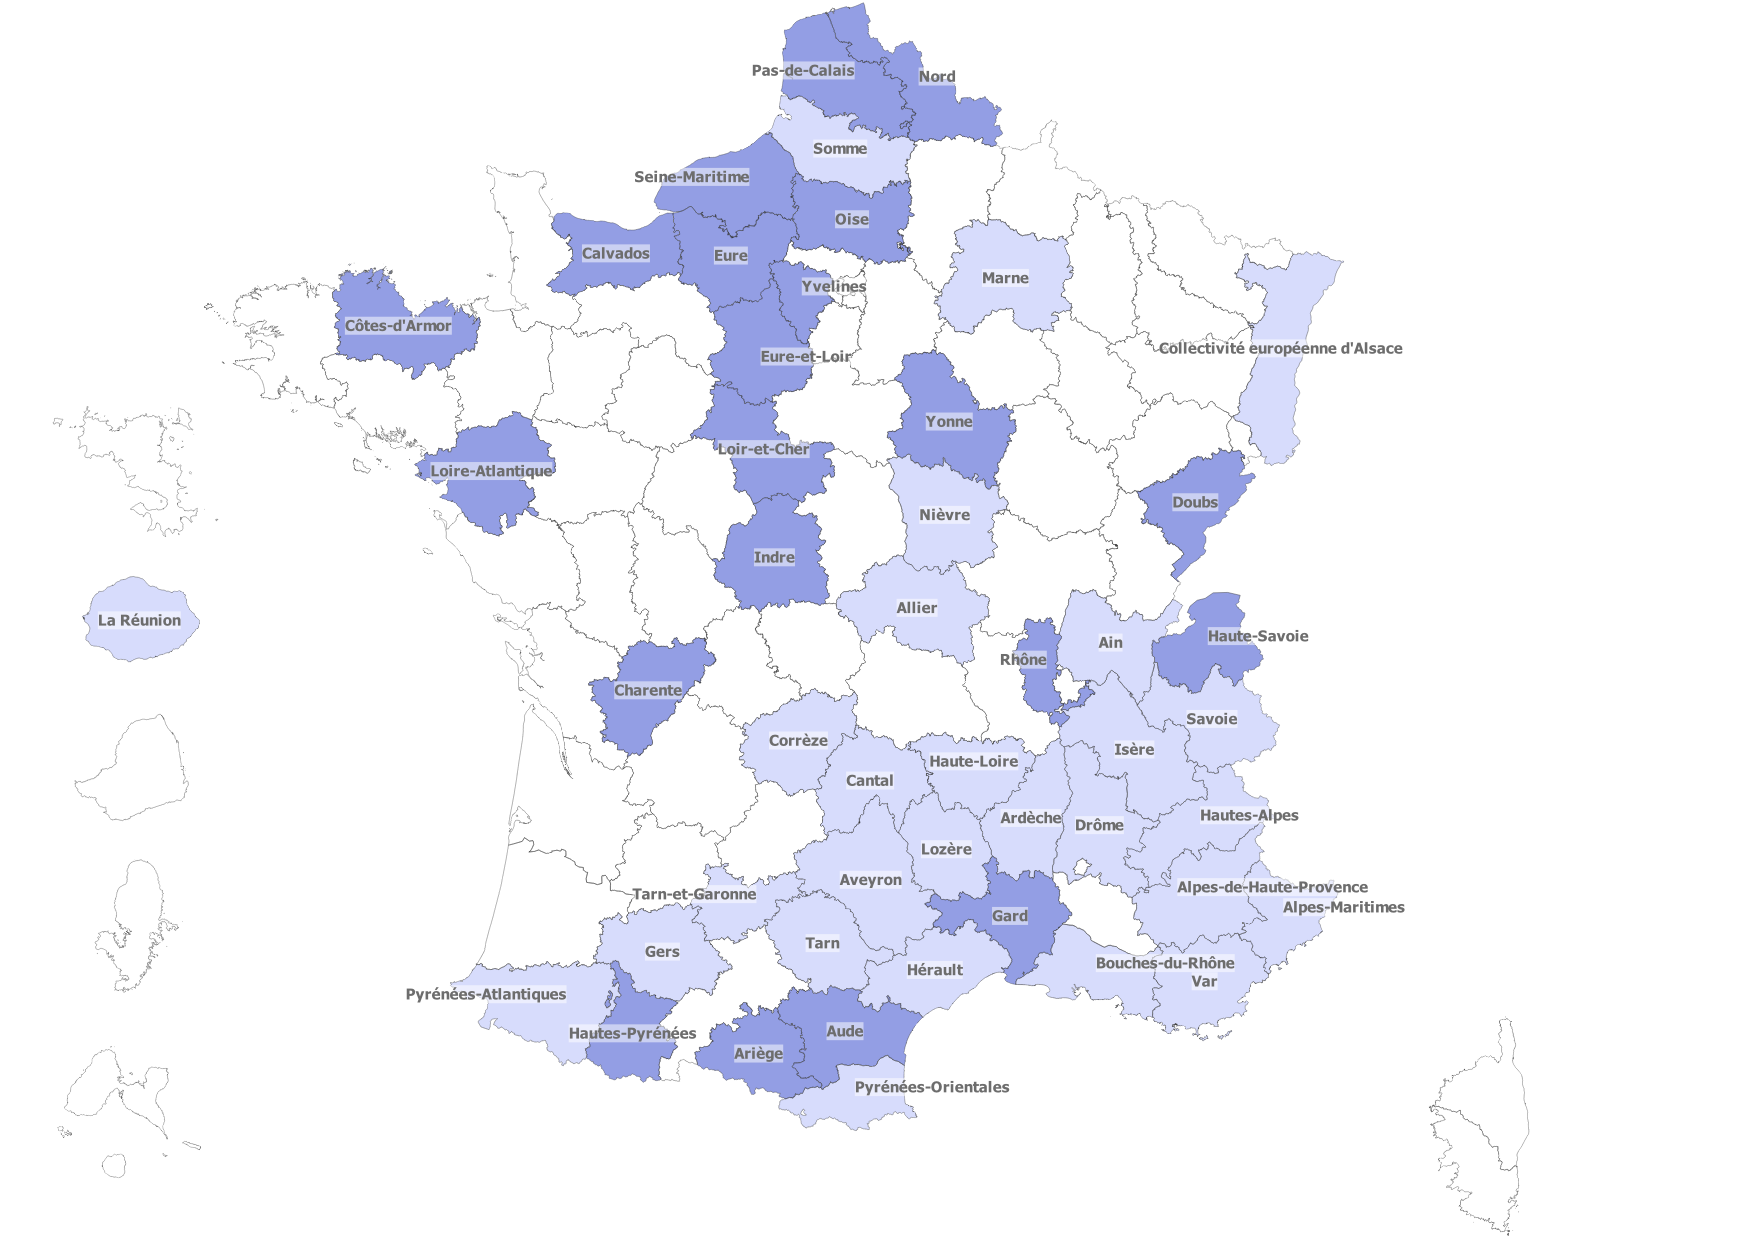 Pas-de-Calais
Nord
Somme
Seine-Maritime
Oise
Calvados
Eure
Marne
Yvelines
Côtes-d'Armor
Collectivité européenne d'Alsace
Eure-et-Loir
Yonne
Loir-et-Cher
Loire-Atlantique
Doubs
Nièvre
Indre
Allier
La Réunion
Haute-Savoie
Ain
Rhône
Charente
Savoie
Corrèze
Isère
Haute-Loire
Cantal
Hautes-Alpes
Ardèche
Drôme
Lozère
Aveyron
Alpes-de-Haute-Provence
Tarn-et-Garonne
Alpes-Maritimes
Gard
Tarn
Gers
Bouches-du-Rhône
Hérault
Var
Pyrénées-Atlantiques
Aude
Hautes-Pyrénées
Ariège
Pyrénées-Orientales